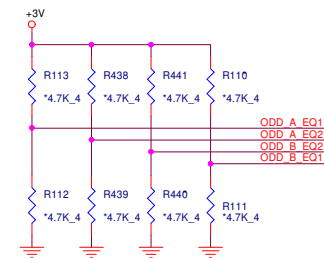 +3V
R113 R438 R441 R110
*4.7K_4 *4.7K_4 *4.7K_4 *4.7K_4
ODD_A_EQ1
ODD_A_EQ2
ODD_B_EQ2
ODD_B_EQ1
R112 R439 R440 R111
*4.7K_4 *4.7K_4 *4.7K_4 *4.7K_4